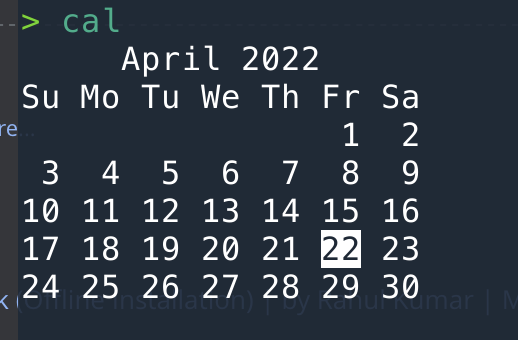 > cal
April 2022
Su Mo Tu We Th Fr Sa
1 2
re...
3 4 5 6 7 8 9
10 11 12 13 14 15 16
17 18 19 20 21 22 23
24 25 26 27 28 29 30
k (Offline Installation) | by Rahul Kumar | M